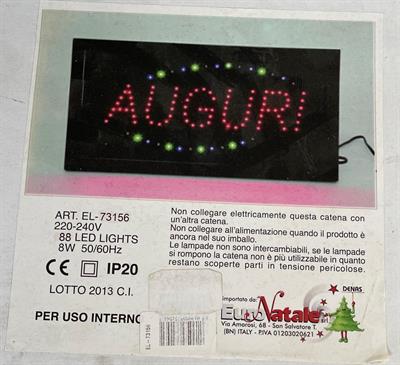 AUGURI
ART. EL-73156
220-240V
88 LED LIGHTS
8W 50/60Hz
IP20
LOTTO 2013 C.I.
PER USO INTERNO
Non collegare elettricamente questa catena con
un'altra catena.
Non collegare all'alimentazione quando il prodotto è
ancora nel suo imballo.
Le lampade non sono intercambiabili, se le lampade
si rompono la catena non è più utilizzabile in quanto
restano scoperte parti in tensione pericolose.
EL-73156
importato da:
Euro Natale srl
DENAS
Via Amorosi, 68 - San Salvatore T.
(BN) ITALY - P.IVA 01203020621